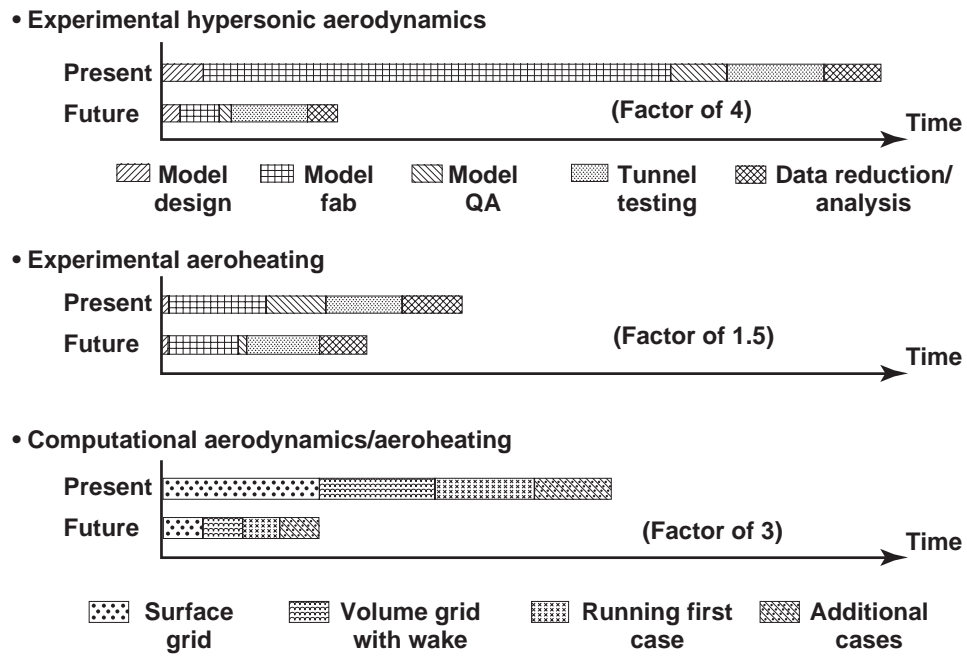 • Experimental hypersonic aerodynamics
Present
Future
(Factor of 4)
Time
Model design
Model fab
Model QA
Tunnel testing
Data reduction/ analysis
• Experimental aeroheating
Present
Future
(Factor of 1.5)
Time
• Computational aerodynamics/aeroheating
Present
Future
(Factor of 3)
Time
Surface grid
Volume grid with wake
Running first case
Additional cases